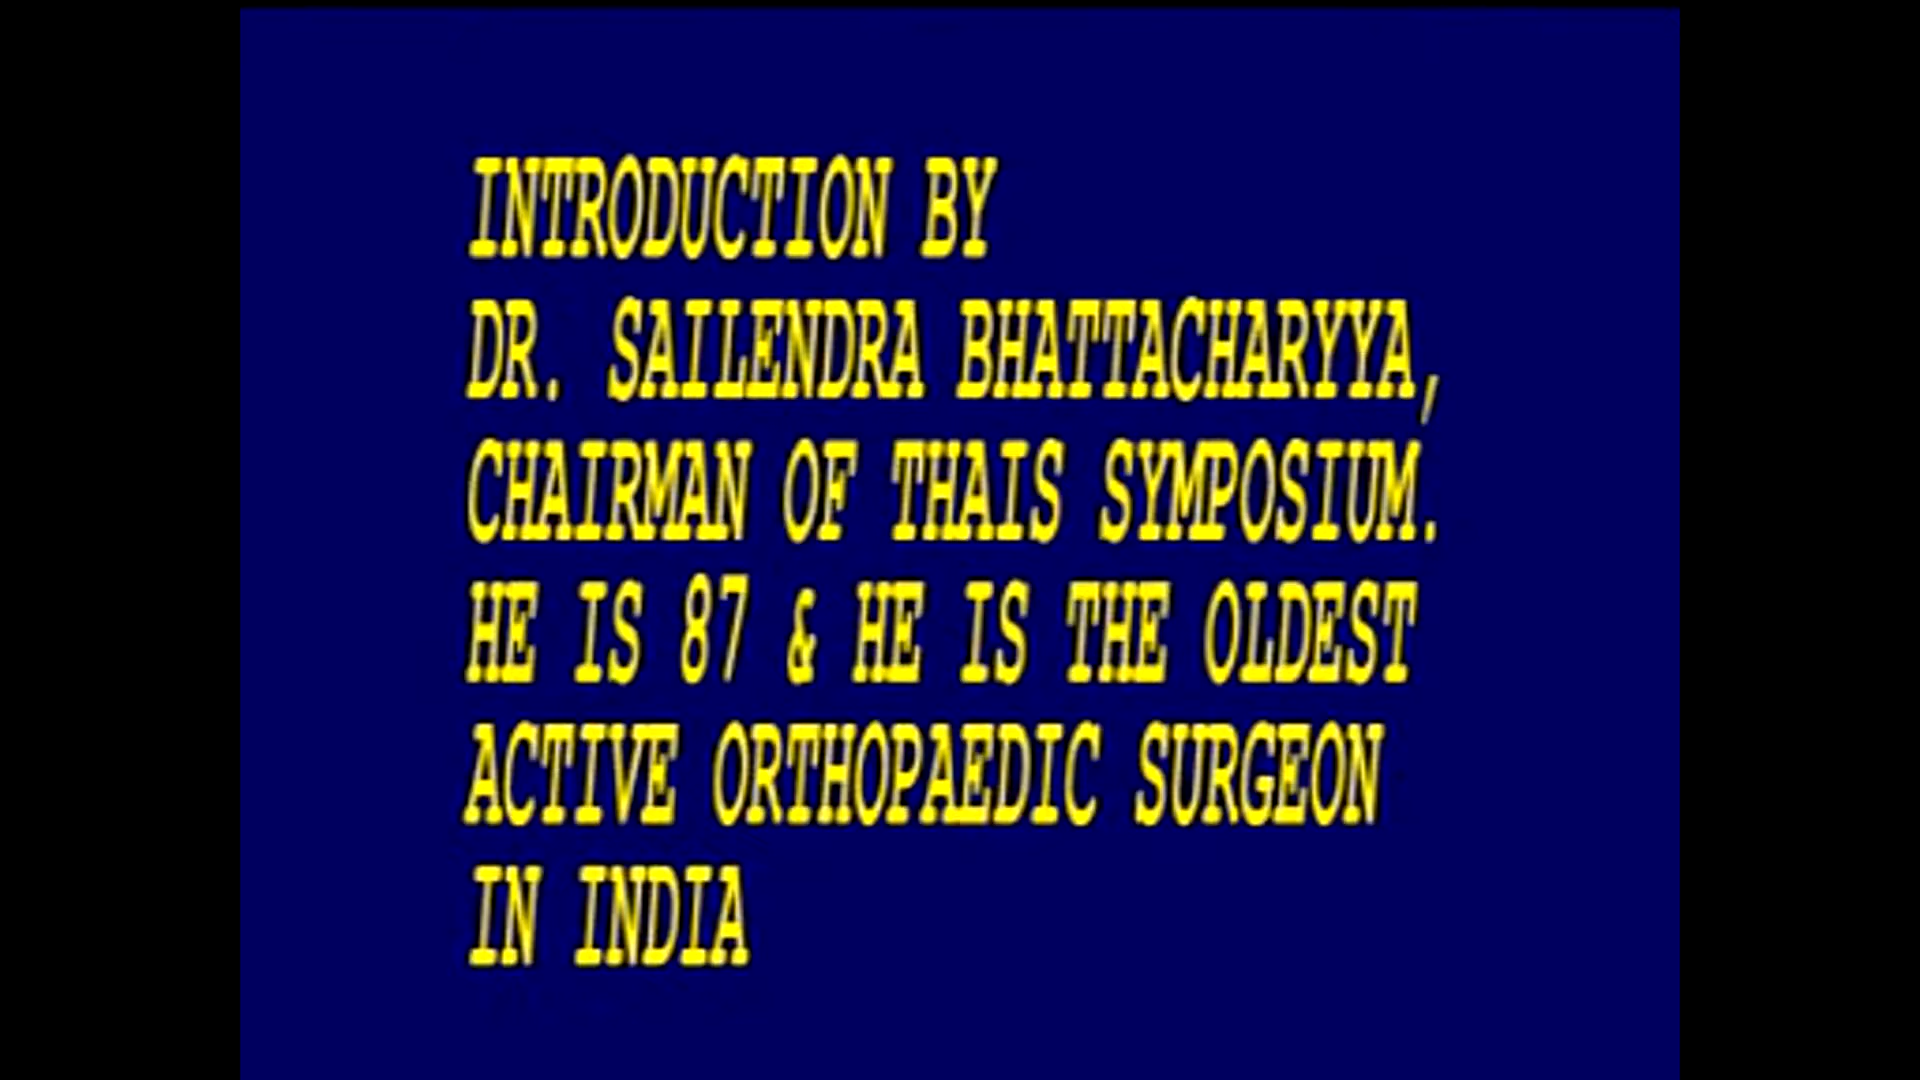 INTRODUCTION BY
DR. SAILENDRA BHATTACHARYYA,
CHAIRMAN OF THAIS SYMPOSIUM.
HE IS 87 & HE IS THE OLDEST
ACTIVE ORTHOPAEDIC SURGEON
IN INDIA